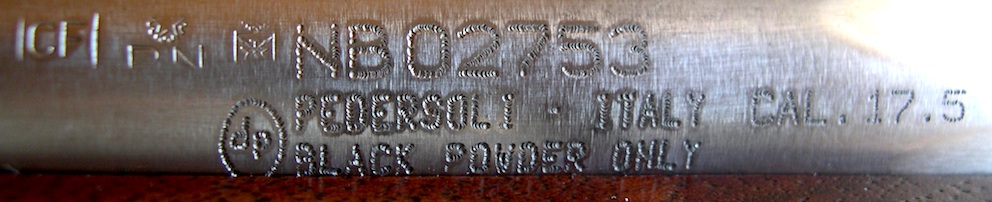 CF PN NB02753
PEDERSOLI - ITALY CAL.17.5
dp BLACK POWDER ONLY